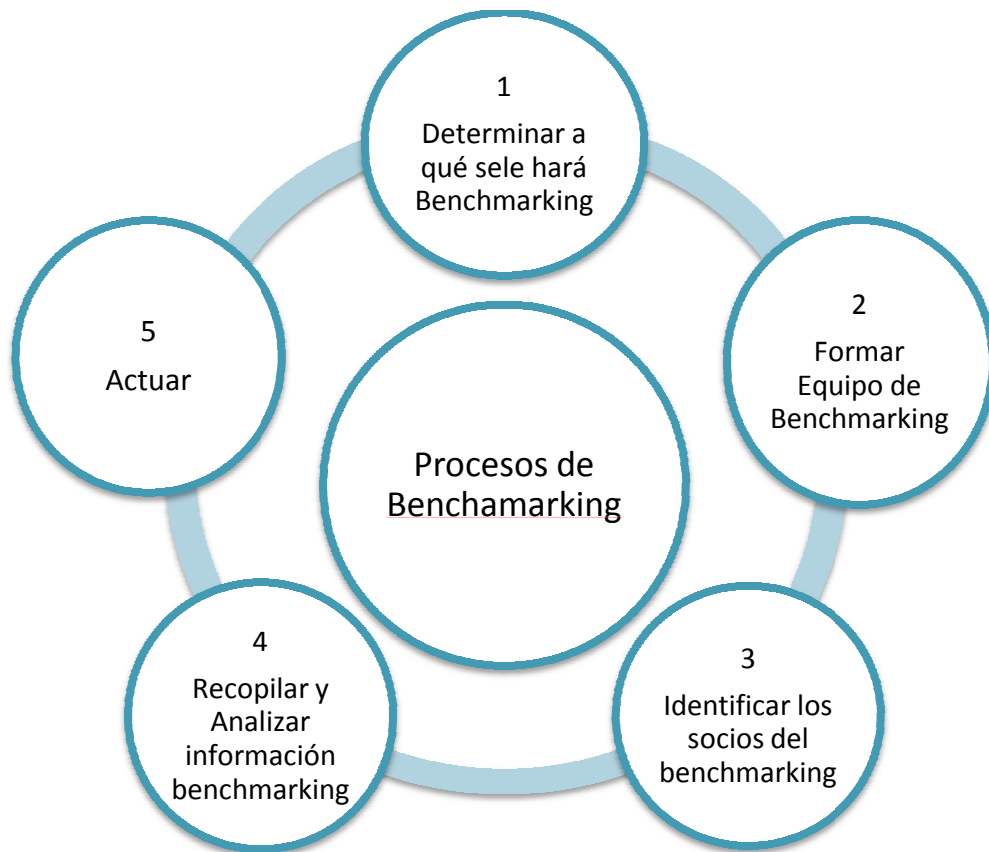 1
Determinar a
qué sele hará
Benchmarking
2
Formar
Equipo de
Benchmarking
3
Identificar los
socios del
benchmarking
4
Recopilar y
Analizar
información
benchmarking
5
Actuar
Procesos de
Benchamarking